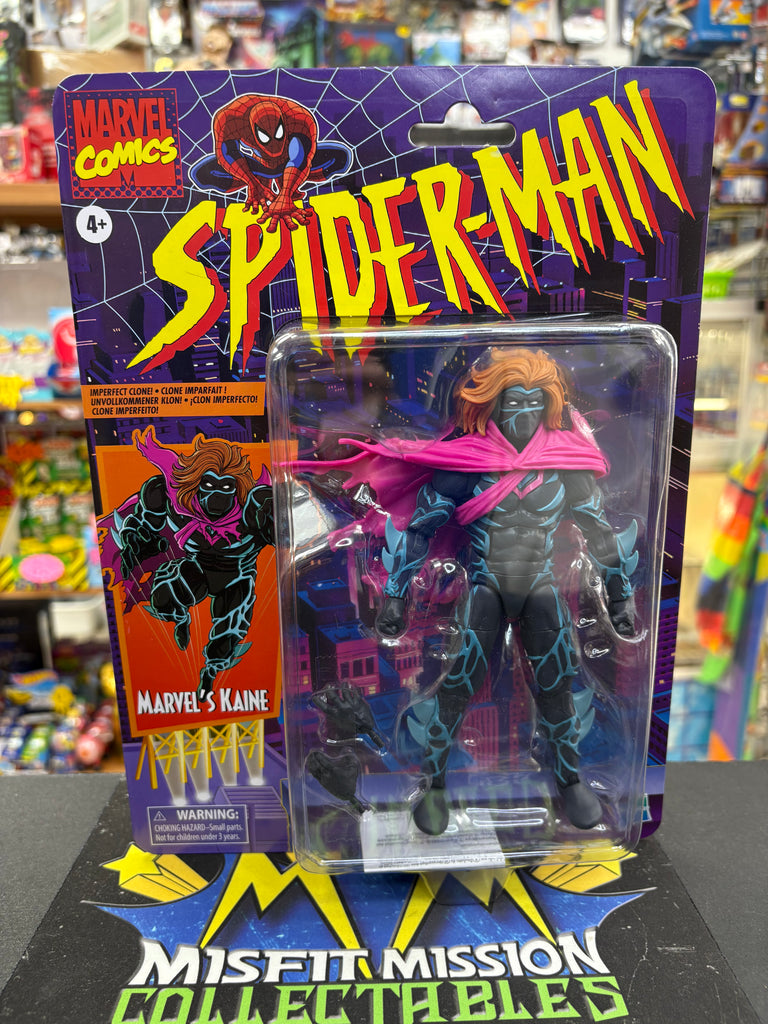 MARVEL
COMICS
SPIDER-MAN
4+
IMPERFECT CLONE! • CLONE IMPARFAIT !
UNVOLLKOMMENER KLON! • ¡CLON IMPERFECTO!
CLONE IMPERFEITO!
MARVEL'S KAINE
WARNING:
CHOKING HAZARD–Small parts.
Not for children under 3 years.
MISFIT MISSION
COLLECTABLES